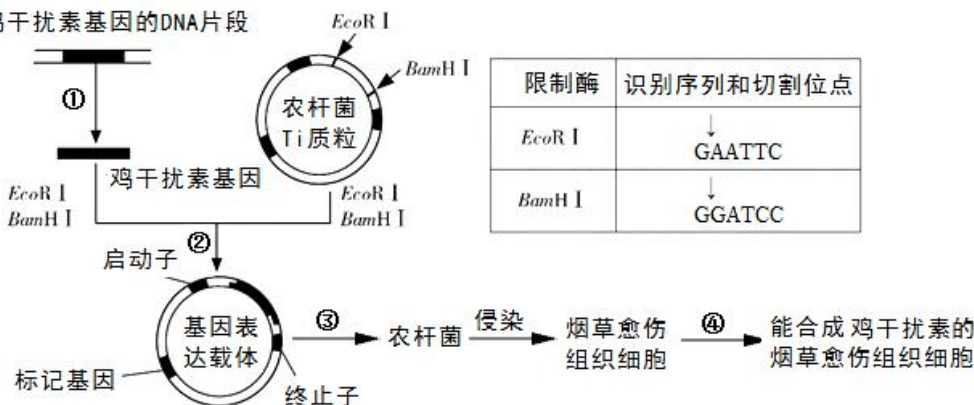 鸡干扰素基因的DNA片段
EcoR Ⅰ
BamH Ⅰ
①
农杆菌
Ti质粒
鸡干扰素基因
EcoR Ⅰ
BamH Ⅰ
EcoR Ⅰ
BamH Ⅰ
限制酶 识别序列和切割位点
EcoR Ⅰ
GAATTC
BamH Ⅰ
GGATCC
②
启动子
基因表
达载体
标记基因
终止子
③
农杆菌
侵染
烟草愈伤
组织细胞
④
能合成鸡干扰素的
烟草愈伤组织细胞